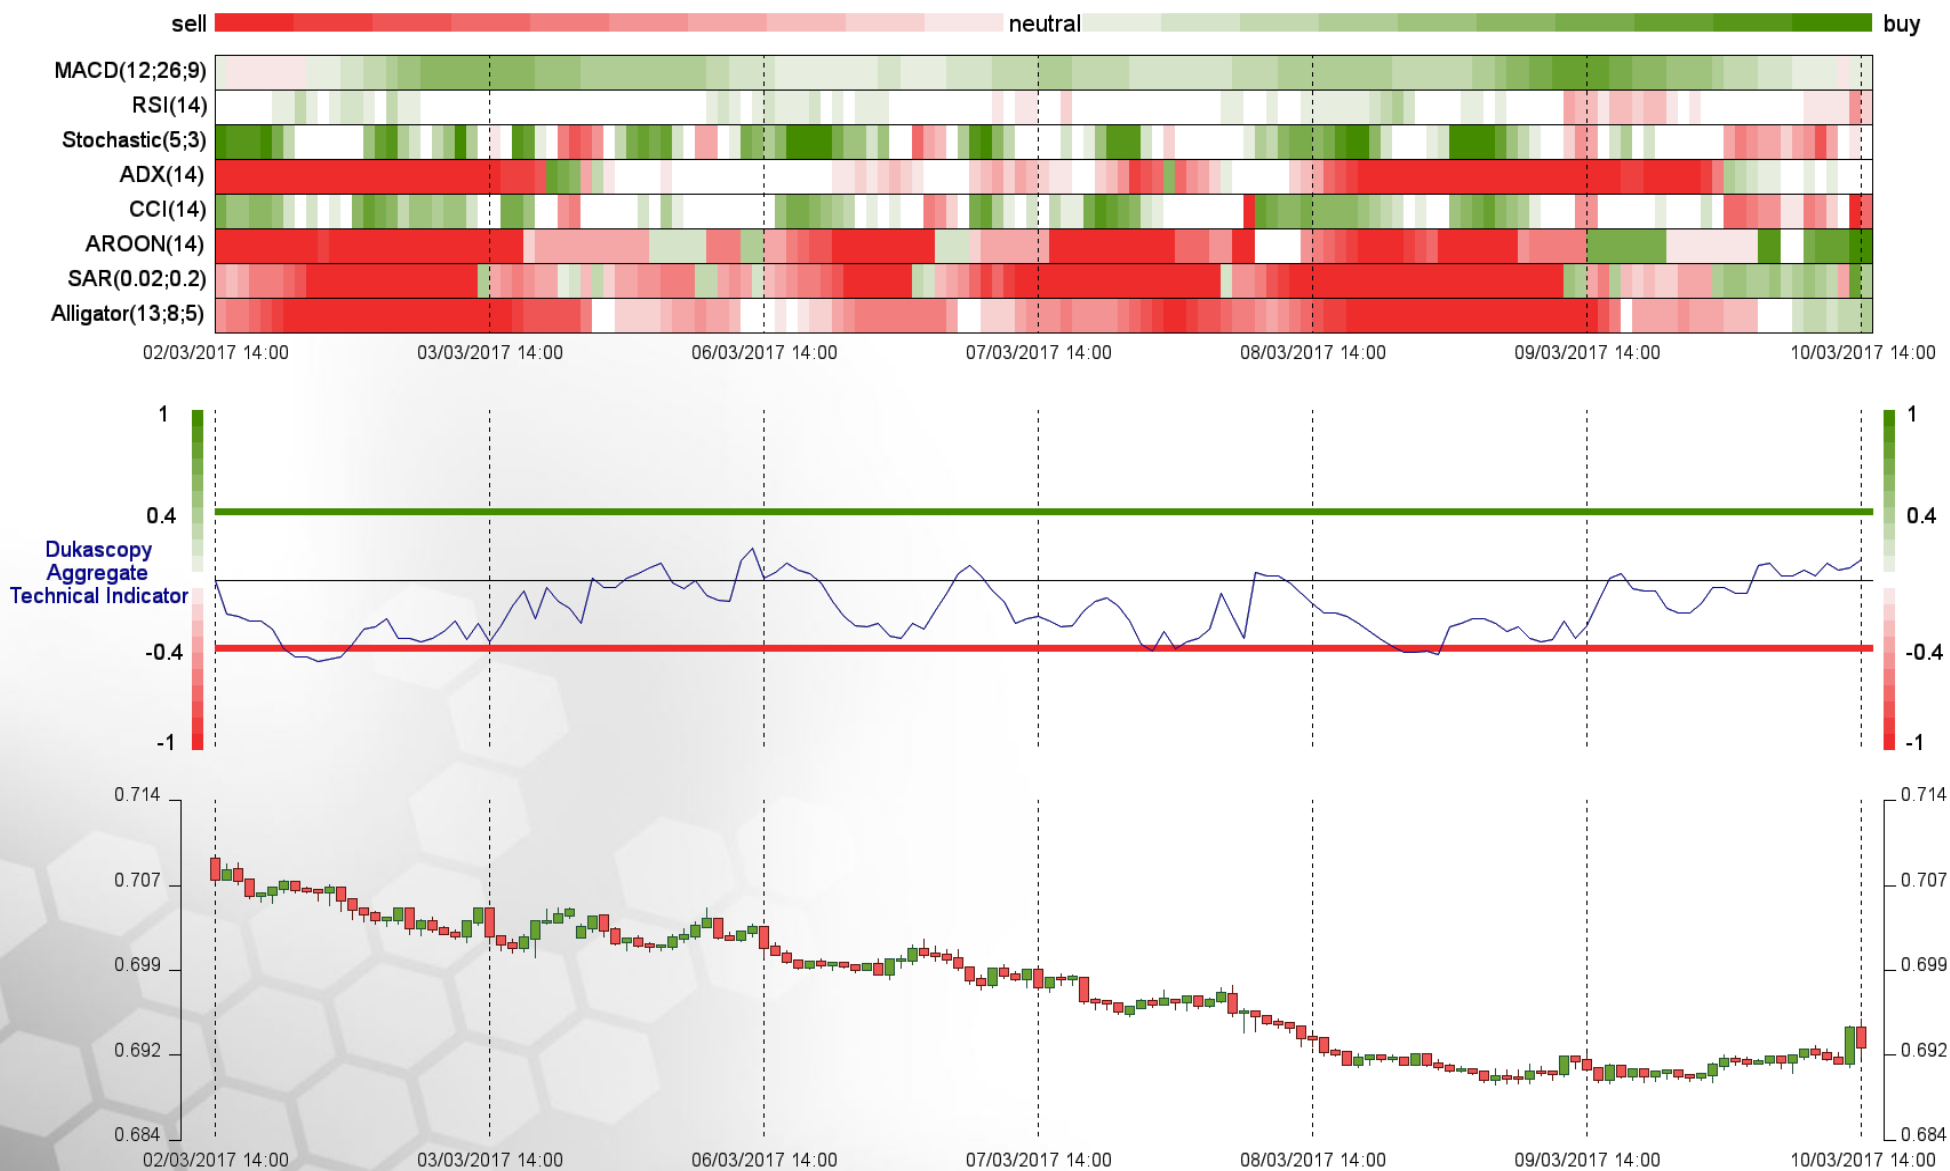 sell neutral buy
MACD(12;26;9)
RSI(14)
Stochastic(5;3)
ADX(14)
CCI(14)
AROON(14)
SAR(0.02;0.2)
Alligator(13;8;5)
02/03/2017 14:00 03/03/2017 14:00 06/03/2017 14:00 07/03/2017 14:00 08/03/2017 14:00 09/03/2017 14:00 10/03/2017 14:00
1 1
0.4 0.4
Dukascopy
Aggregate
Technical Indicator
-0.4 -0.4
-1 -1
0.714 0.714
0.707 0.707
0.699 0.699
0.692 0.692
0.684 0.684
02/03/2017 14:00 03/03/2017 14:00 06/03/2017 14:00 07/03/2017 14:00 08/03/2017 14:00 09/03/2017 14:00 10/03/2017 14:00